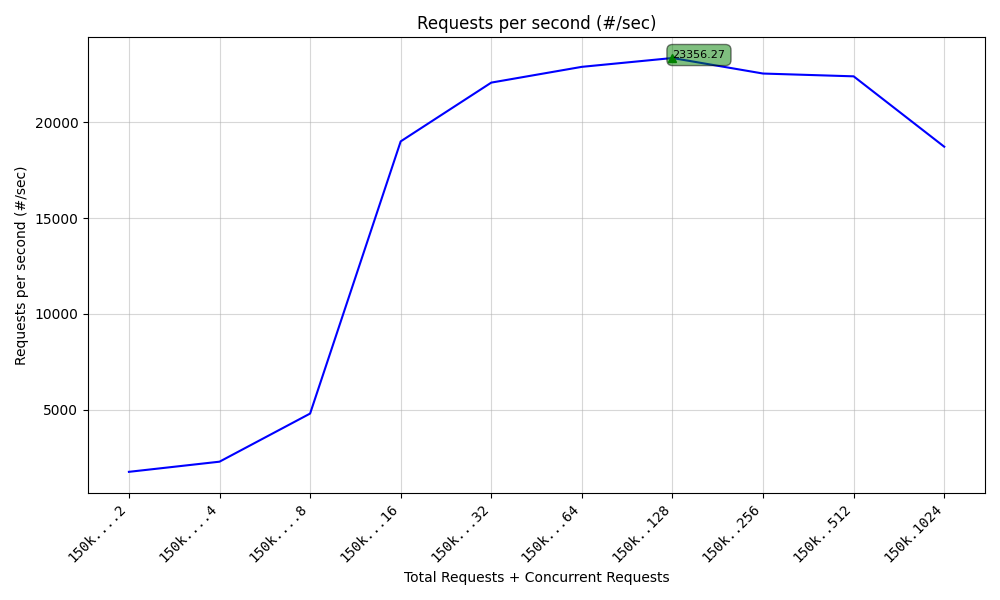 Requests per second (#/sec)
23356.27
20000
15000
10000
5000
Requests per second (#/sec)
150k....2
150k....4
150k....8
150k...16
150k...32
150k...64
150k..128
150k..256
150k..512
150k.1024
Total Requests + Concurrent Requests